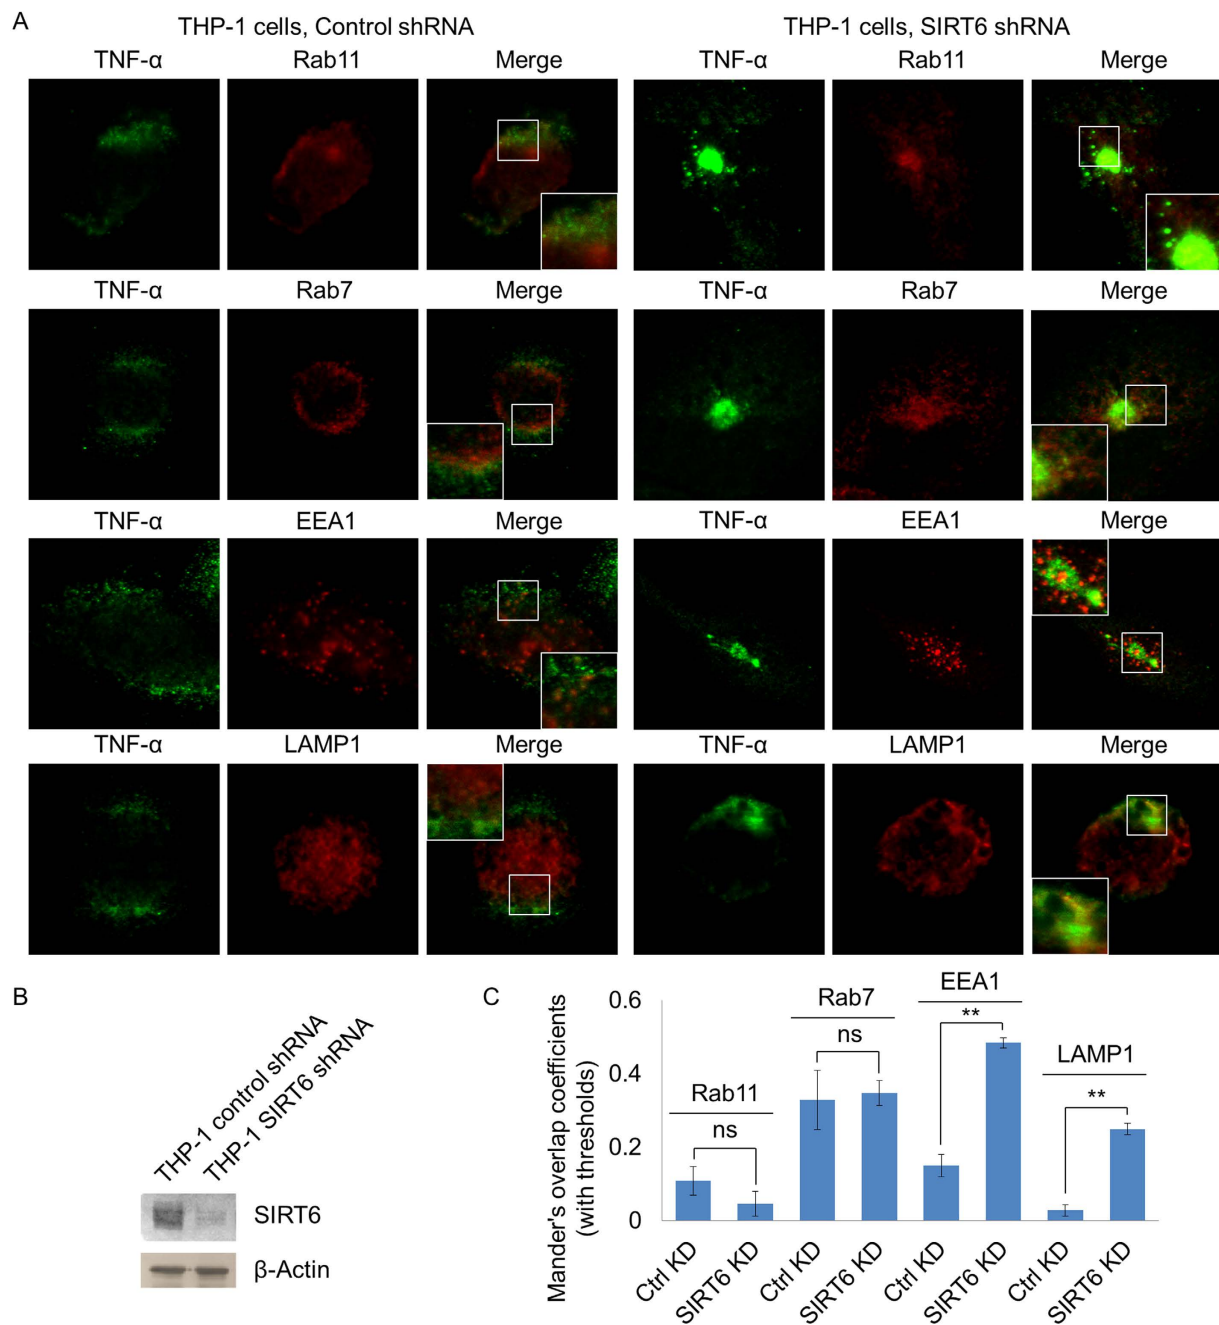 A
THP-1 cells, Control shRNA
THP-1 cells, SIRT6 shRNA
TNF-α Rab11 Merge TNF-α Rab11 Merge
TNF-α Rab7 Merge TNF-α Rab7 Merge
TNF-α EEA1 Merge TNF-α EEA1 Merge
TNF-α LAMP1 Merge TNF-α LAMP1 Merge
B
THP-1 control shRNA
THP-1 SIRT6 shRNA
SIRT6
β-Actin
C
Mander's overlap coefficients
(with thresholds)
0.6
0.4
0.2
0
Rab11
ns
Rab7
ns
EEA1
**
LAMP1
**
Ctrl KD
SIRT6 KD
Ctrl KD
SIRT6 KD
Ctrl KD
SIRT6 KD
Ctrl KD
SIRT6 KD